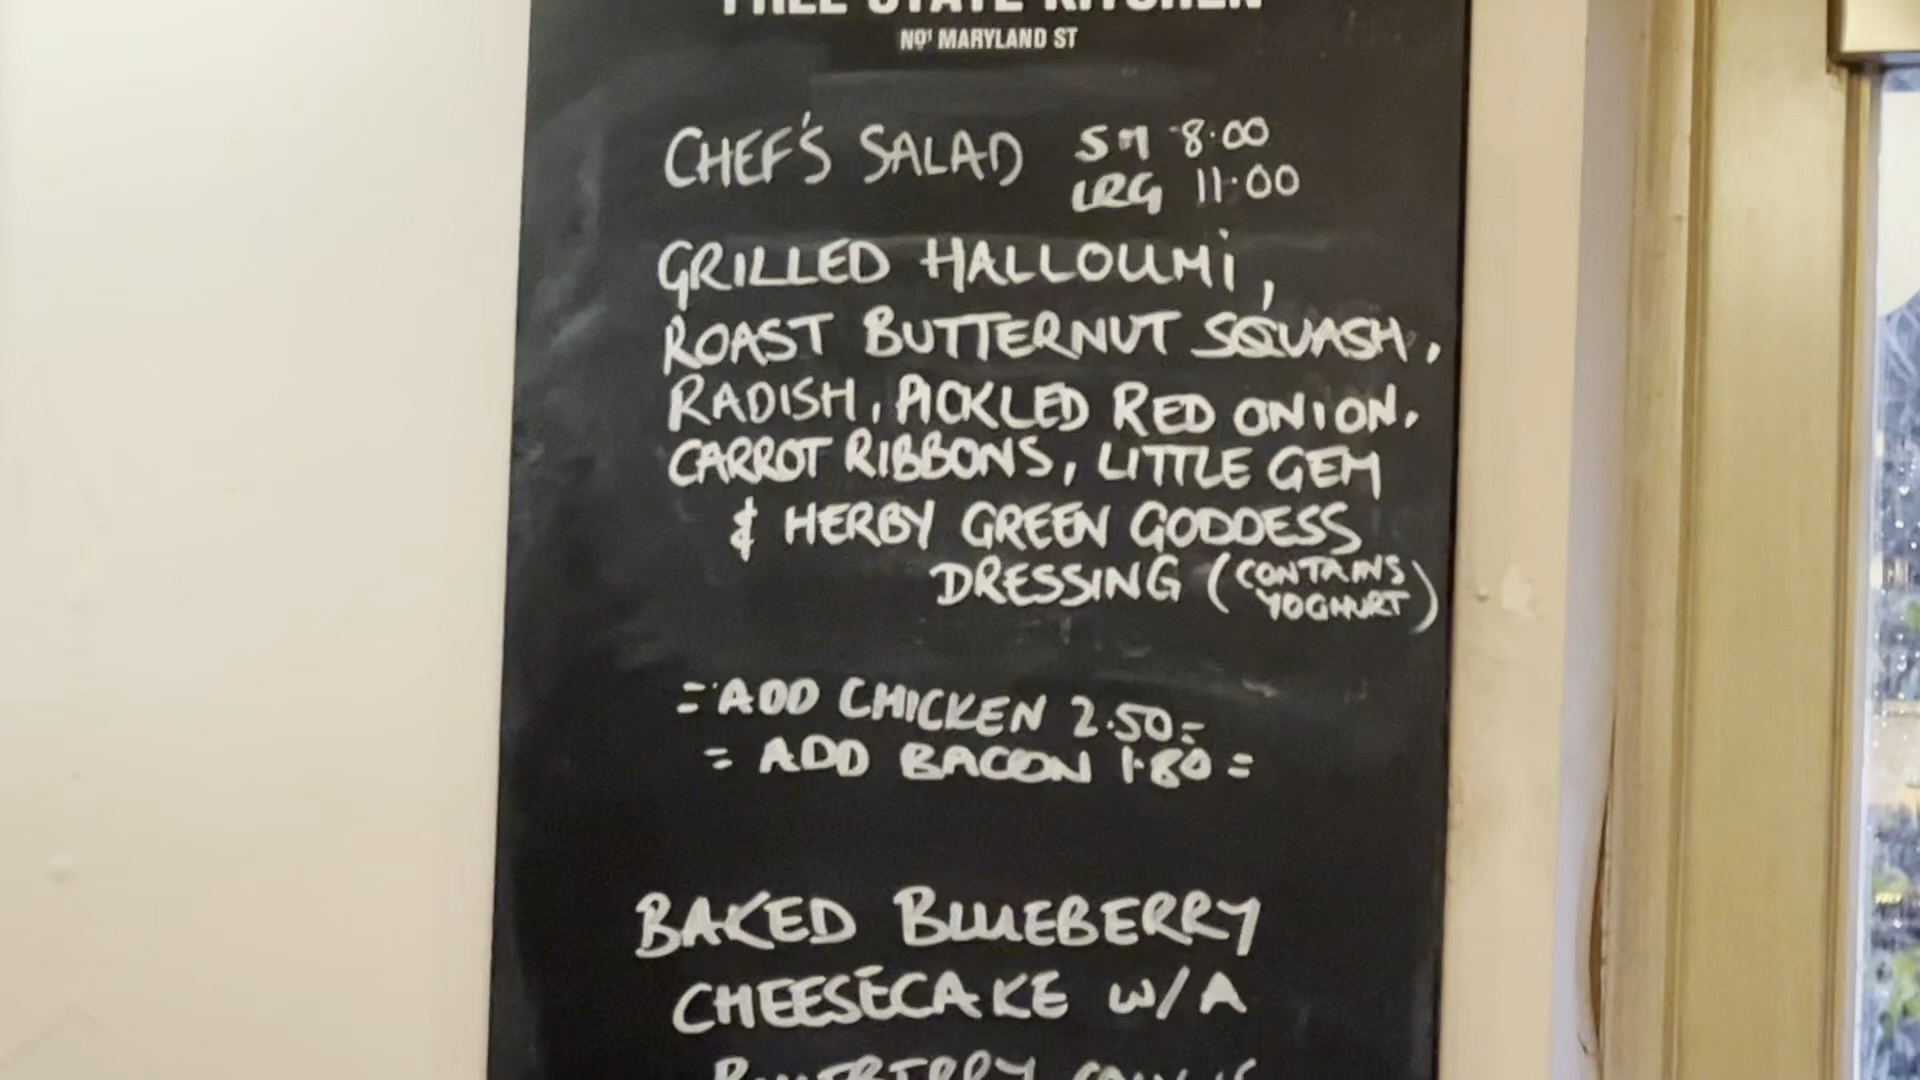 FREE STATE KITCHEN
Nº1 MARYLAND ST
CHEF'S SALAD SM 8.00
LRG 11.00
GRILLED HALLOUMi,
ROAST BUTTERNUT SQUASH,
RADISH, PICKLED RED ONION,
CARROT RIBBONS, LITTLE GEM
& HERBY GREEN GODDESS
DRESSING (CONTAINS
YOGHURT)
= ADD CHICKEN 2.50 =
= ADD BACON 1.80 =
BAKED BLUEBERRY
CHEESECAKE W/A
BLUEBERRY